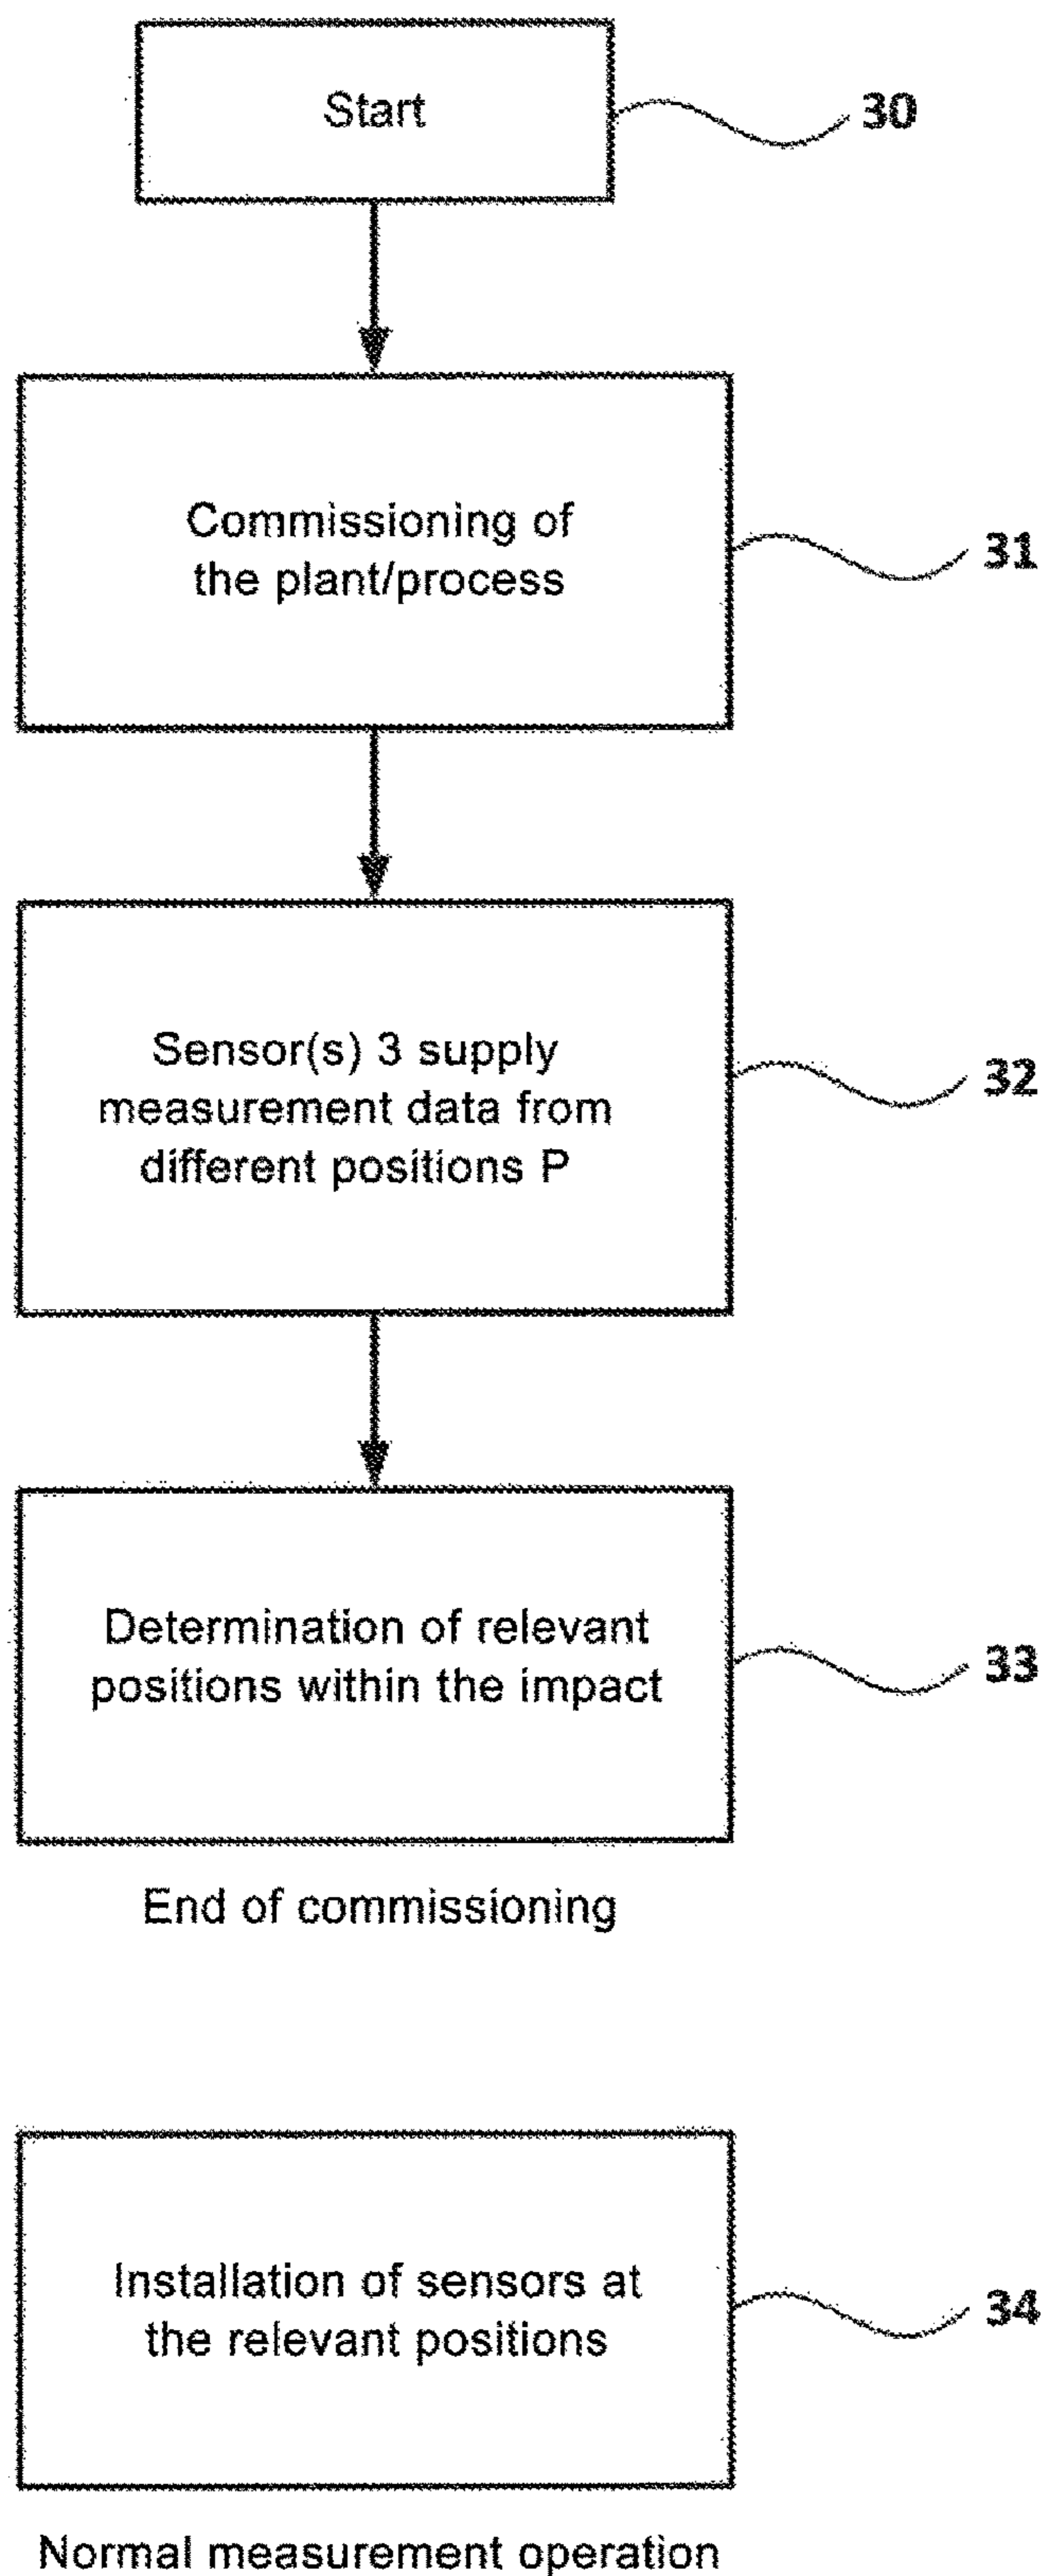 Start
30
Commissioning of
the plant/process
31
Sensor(s) 3 supply
measurement data from
different positions P
32
Determination of relevant
positions within the impact
33
End of commissioning
Installation of sensors at
the relevant positions
34
Normal measurement operation